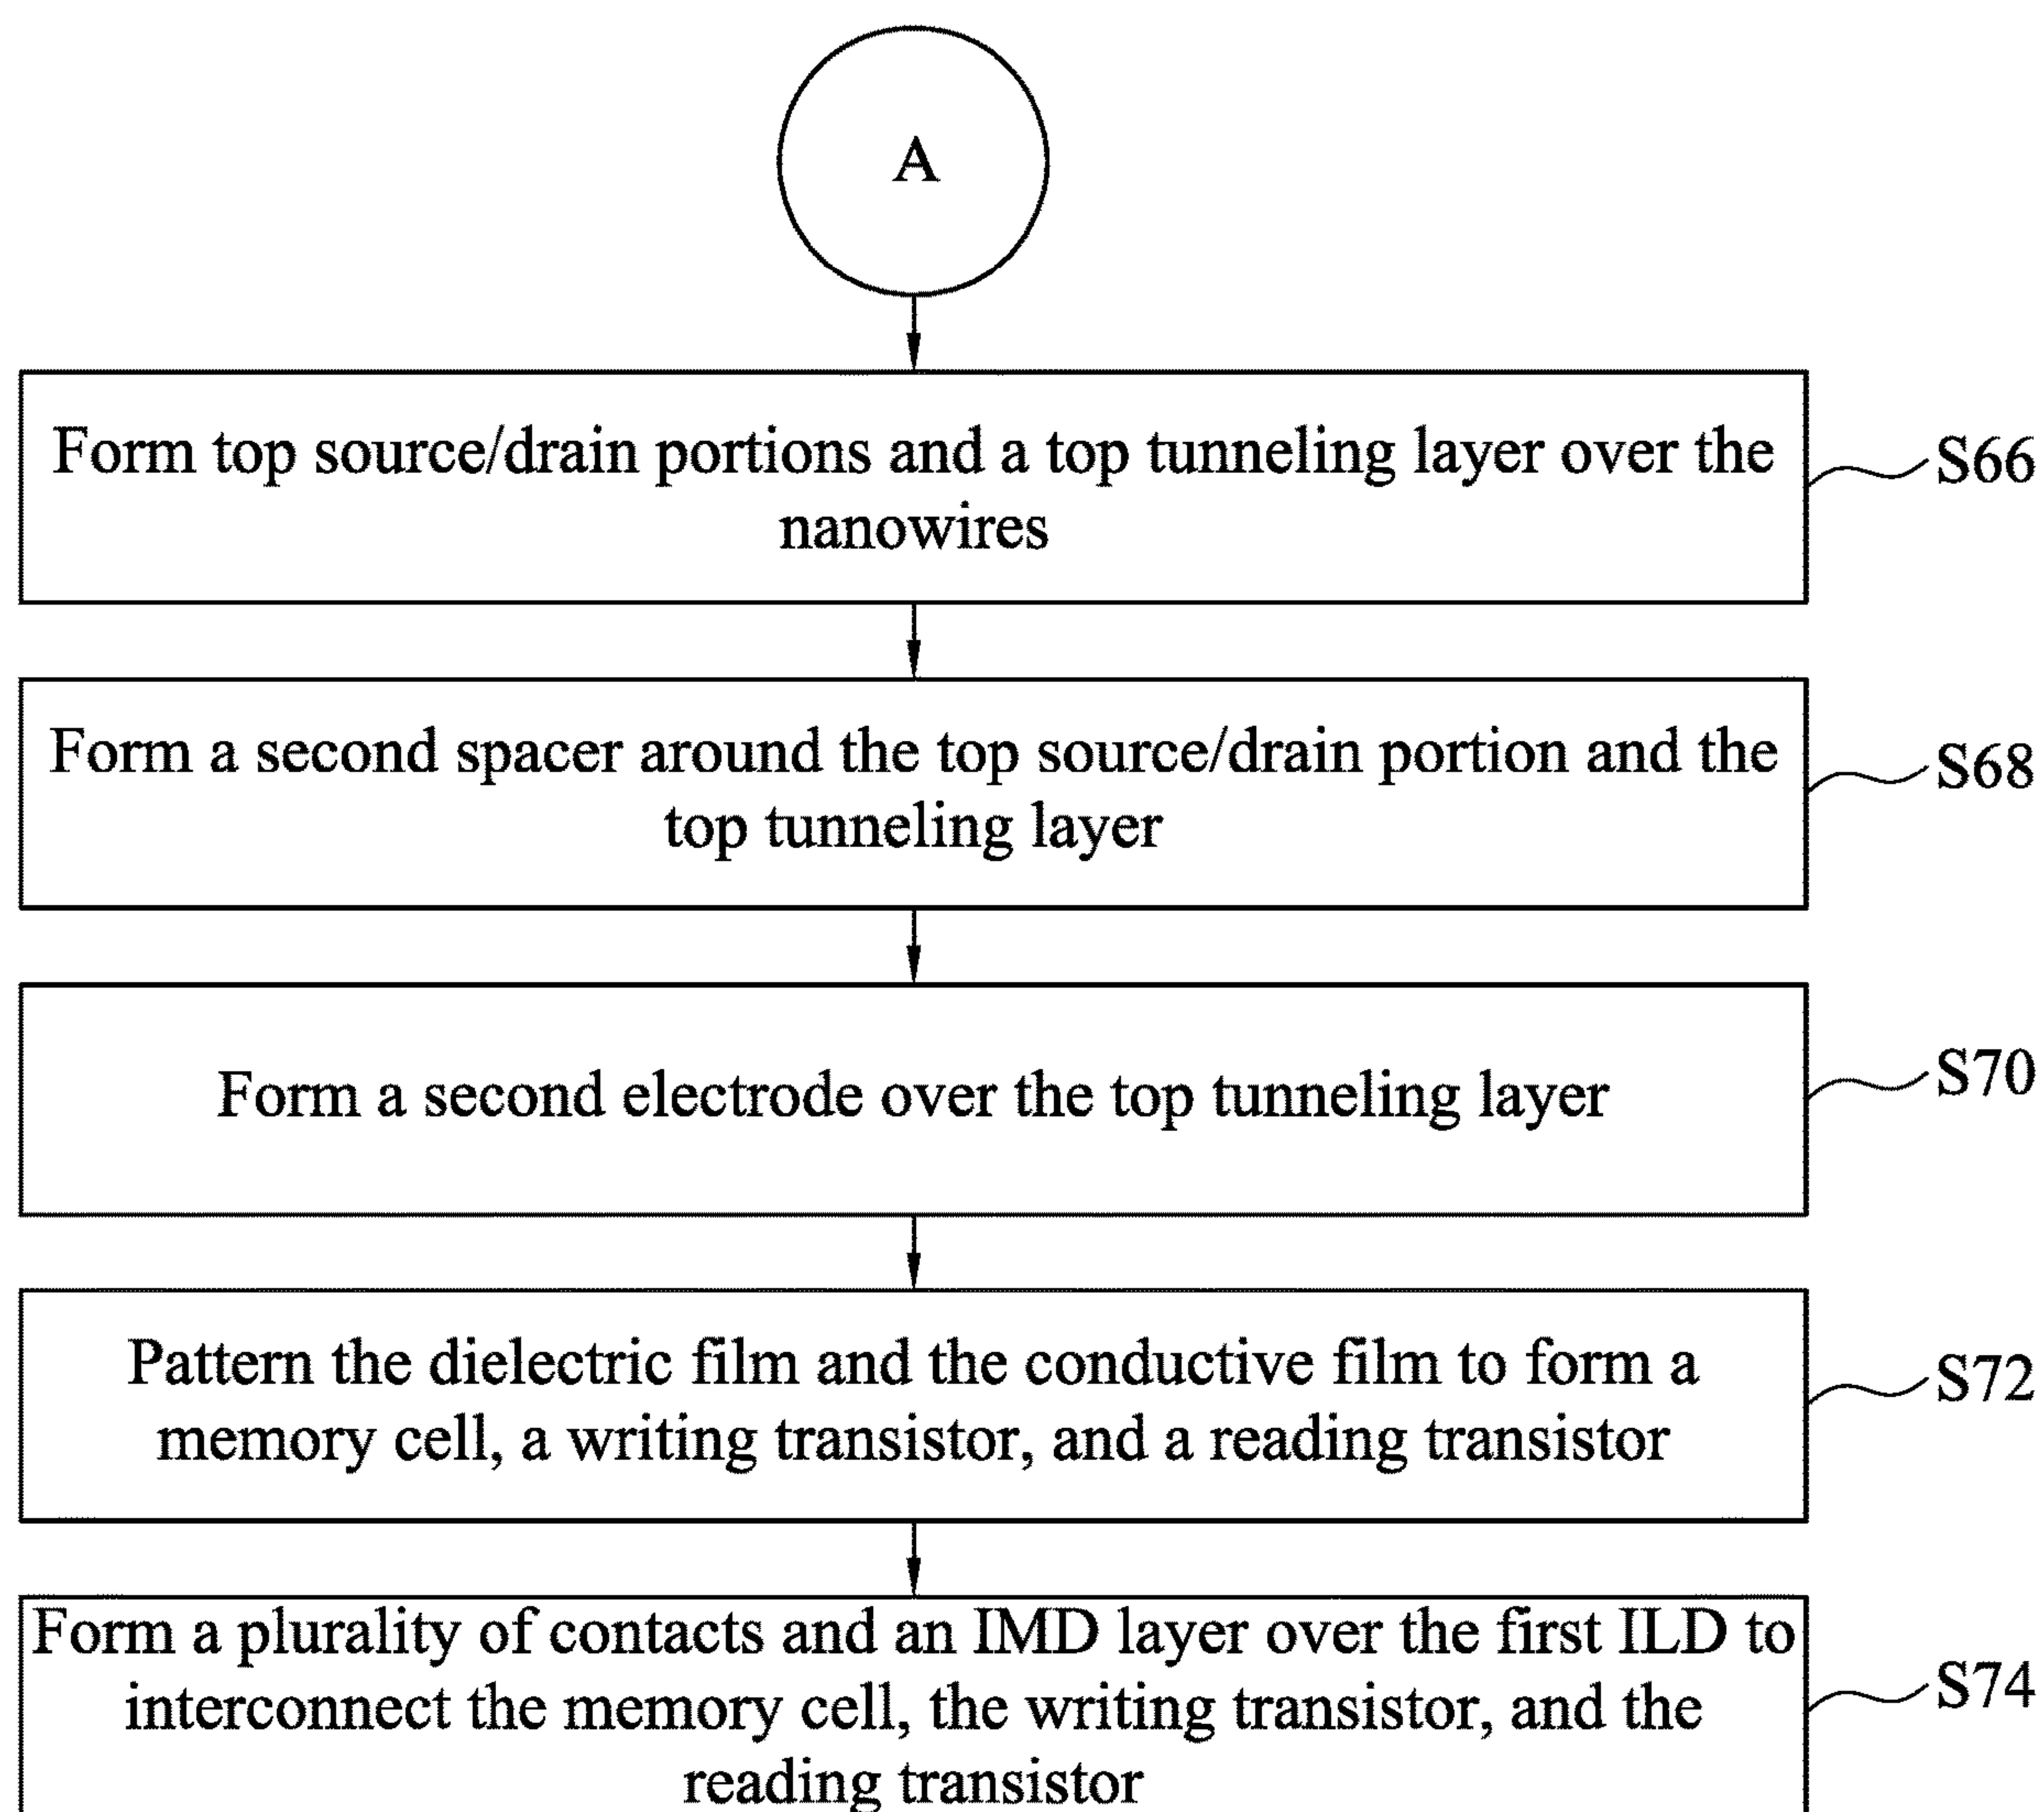 A
Form top source/drain portions and a top tunneling layer over the
nanowires
S66
Form a second spacer around the top source/drain portion and the
top tunneling layer
S68
Form a second electrode over the top tunneling layer
S70
Pattern the dielectric film and the conductive film to form a
memory cell, a writing transistor, and a reading transistor
S72
Form a plurality of contacts and an IMD layer over the first ILD to
interconnect the memory cell, the writing transistor, and the
reading transistor
S74